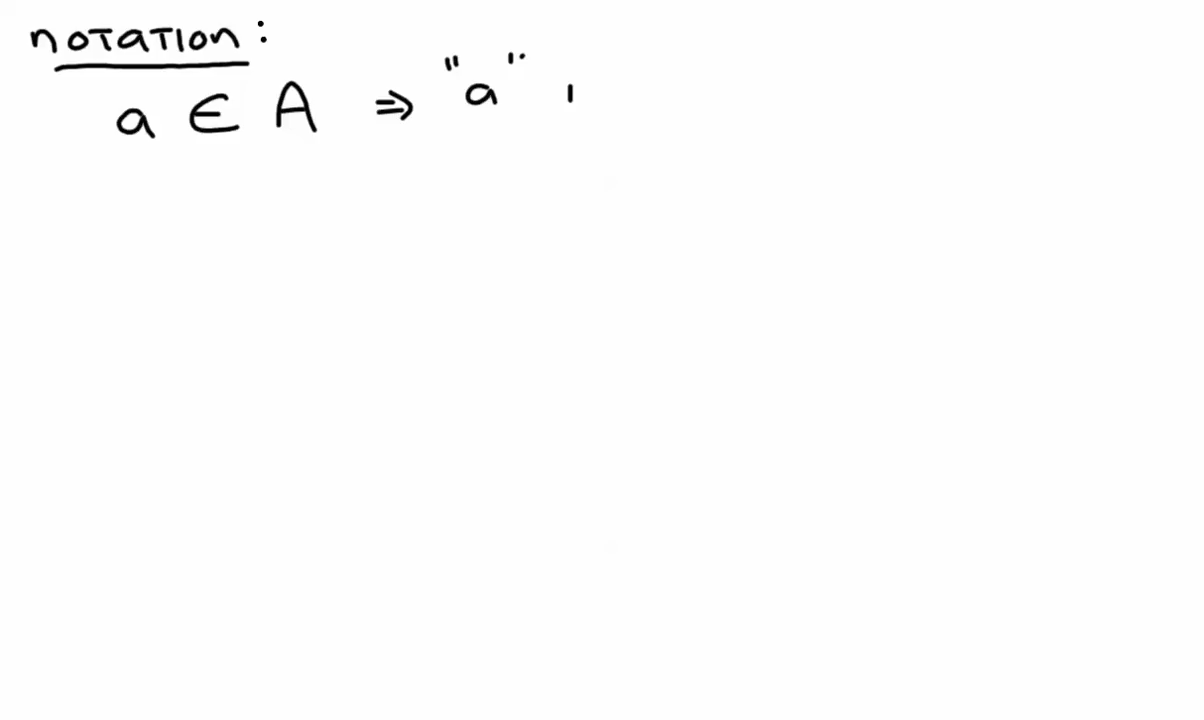 notation:
a ∈ A ⇒ "a" ı